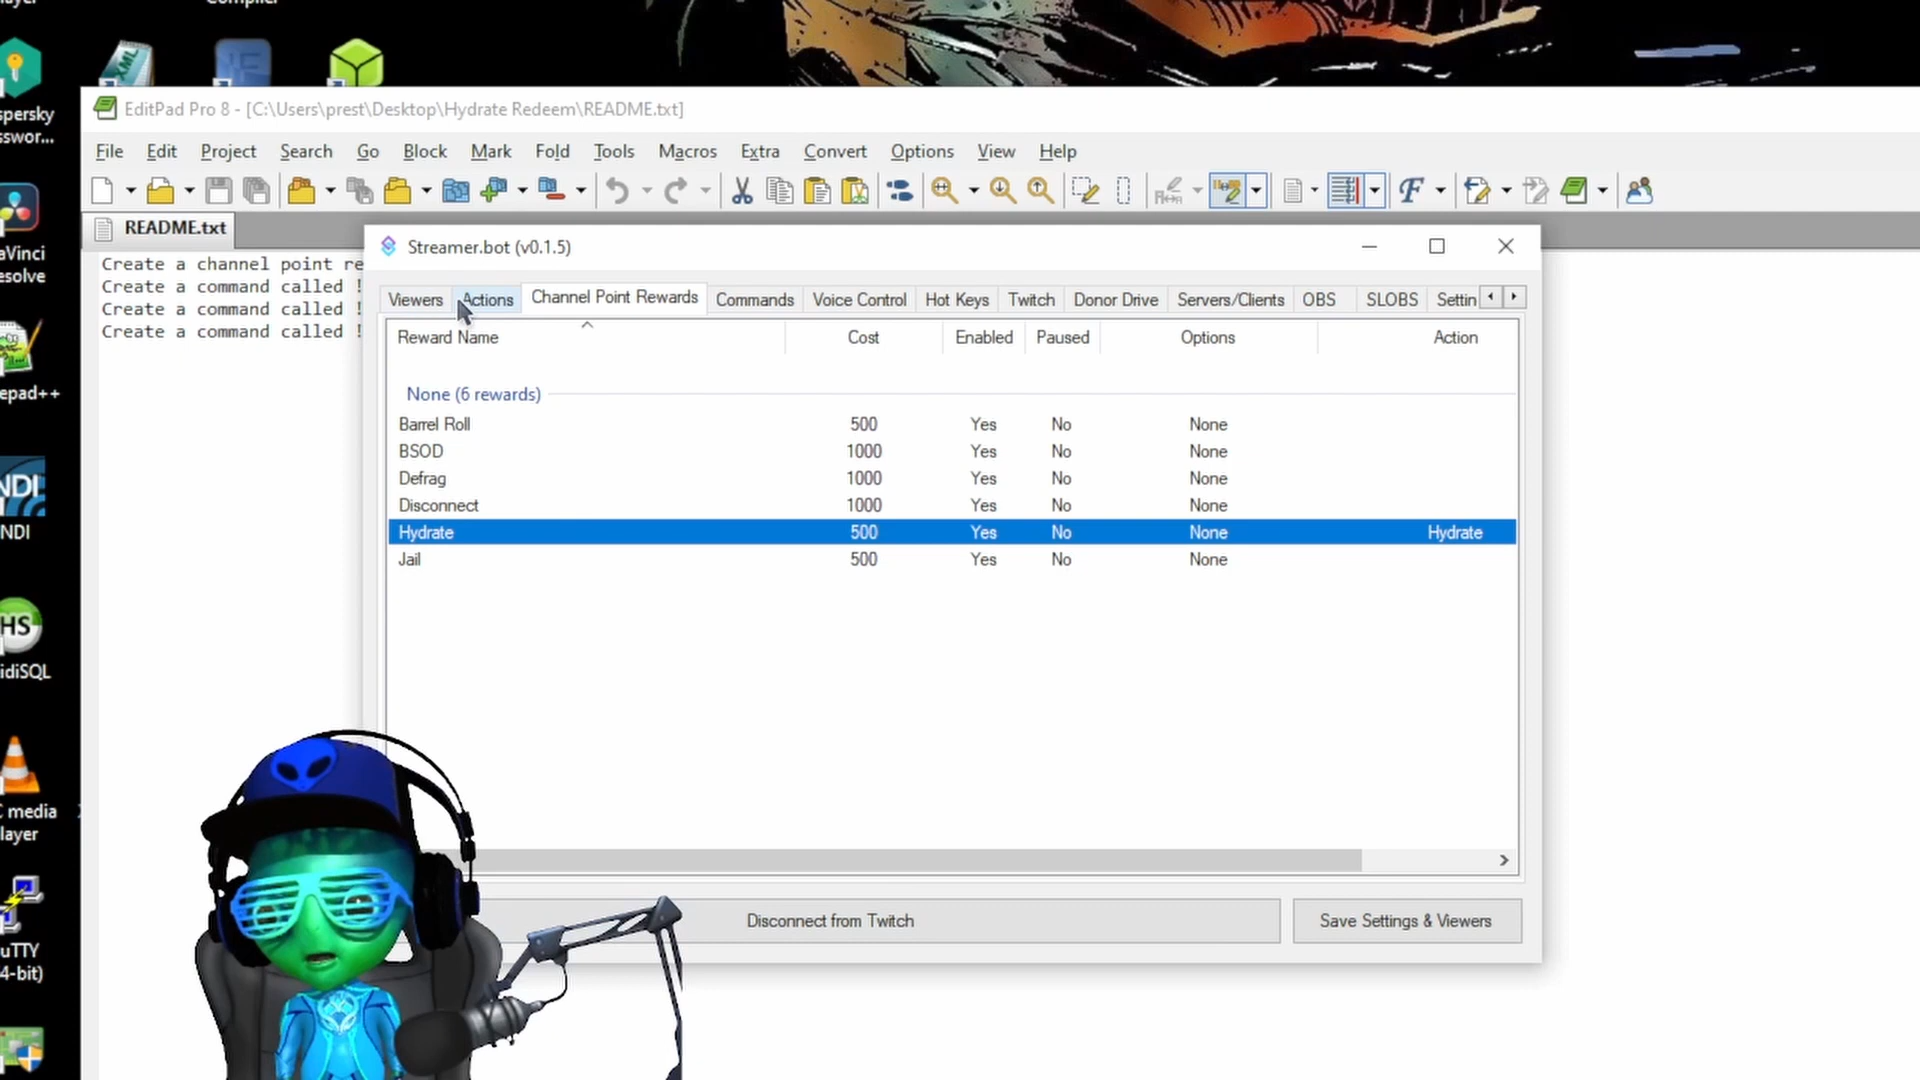 ayer
Compiler
spersky
sswor...
EditPad Pro 8 - [C:\Users\prest\Desktop\Hydrate Redeem\README.txt]
File Edit Project Search Go Block Mark Fold Tools Macros Extra Convert Options View Help
README.txt
aVinci
esolve
Create a channel point re
Create a command called !
Create a command called !
Create a command called !
epad++
NDI
NDI
HS
idiSQL
C media
layer
uTTY
4-bit)
XML
Streamer.bot (v0.1.5)
Viewers Actions Channel Point Rewards Commands Voice Control Hot Keys Twitch Donor Drive Servers/Clients OBS SLOBS Settin
Reward Name Cost Enabled Paused Options Action
None (6 rewards)
Barrel Roll 500 Yes No None
BSOD 1000 Yes No None
Defrag 1000 Yes No None
Disconnect 1000 Yes No None
Hydrate 500 Yes No None Hydrate
Jail 500 Yes No None
Disconnect from Twitch
Save Settings & Viewers